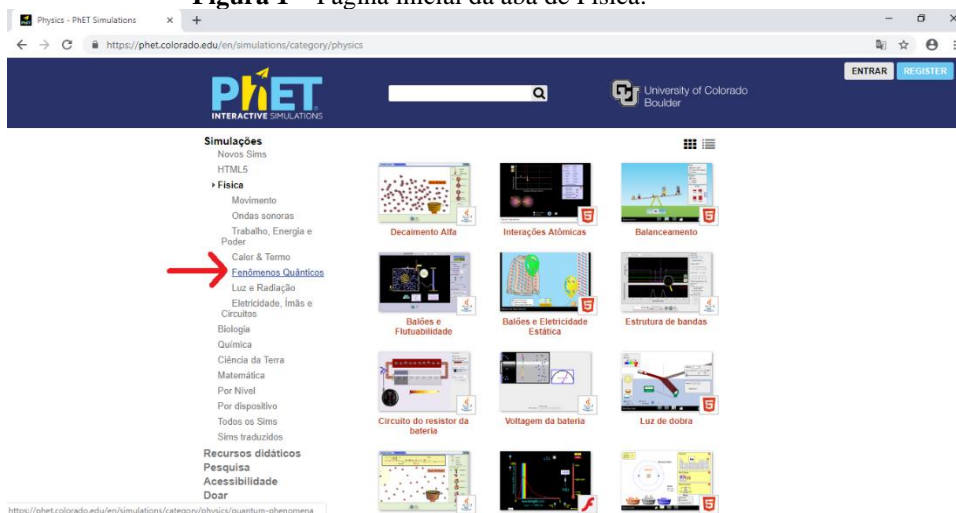 Figura 1 – Página inicial da aba de Física.
Physics - PhET Simulations
https://phet.colorado.edu/en/simulations/category/physics
ENTRAR REGISTER
PhET
INTERACTIVE SIMULATIONS
University of Colorado
Boulder
Simulações
Novos Sims
HTML5
Física
Movimento
Ondas sonoras
Trabalho, Energia e
Poder
Calor & Termo
Fenômenos Quânticos
Luz e Radiação
Eletricidade, Ímãs e
Circuitos
Biologia
Química
Ciência da Terra
Matemática
Por Nível
Por dispositivo
Todos os Sims
Sims traduzidos
Recursos didáticos
Pesquisa
Acessibilidade
Doar
Decaimento Alfa
Interações Atômicas
Balanceamento
Balões e
Flutuabilidade
Balões e Eletricidade
Estática
Estrutura de bandas
Circuito do resistor da
bateria
Voltagem da bateria
Luz de dobra
https://phet.colorado.edu/en/simulations/category/physics/quantum-phenomena